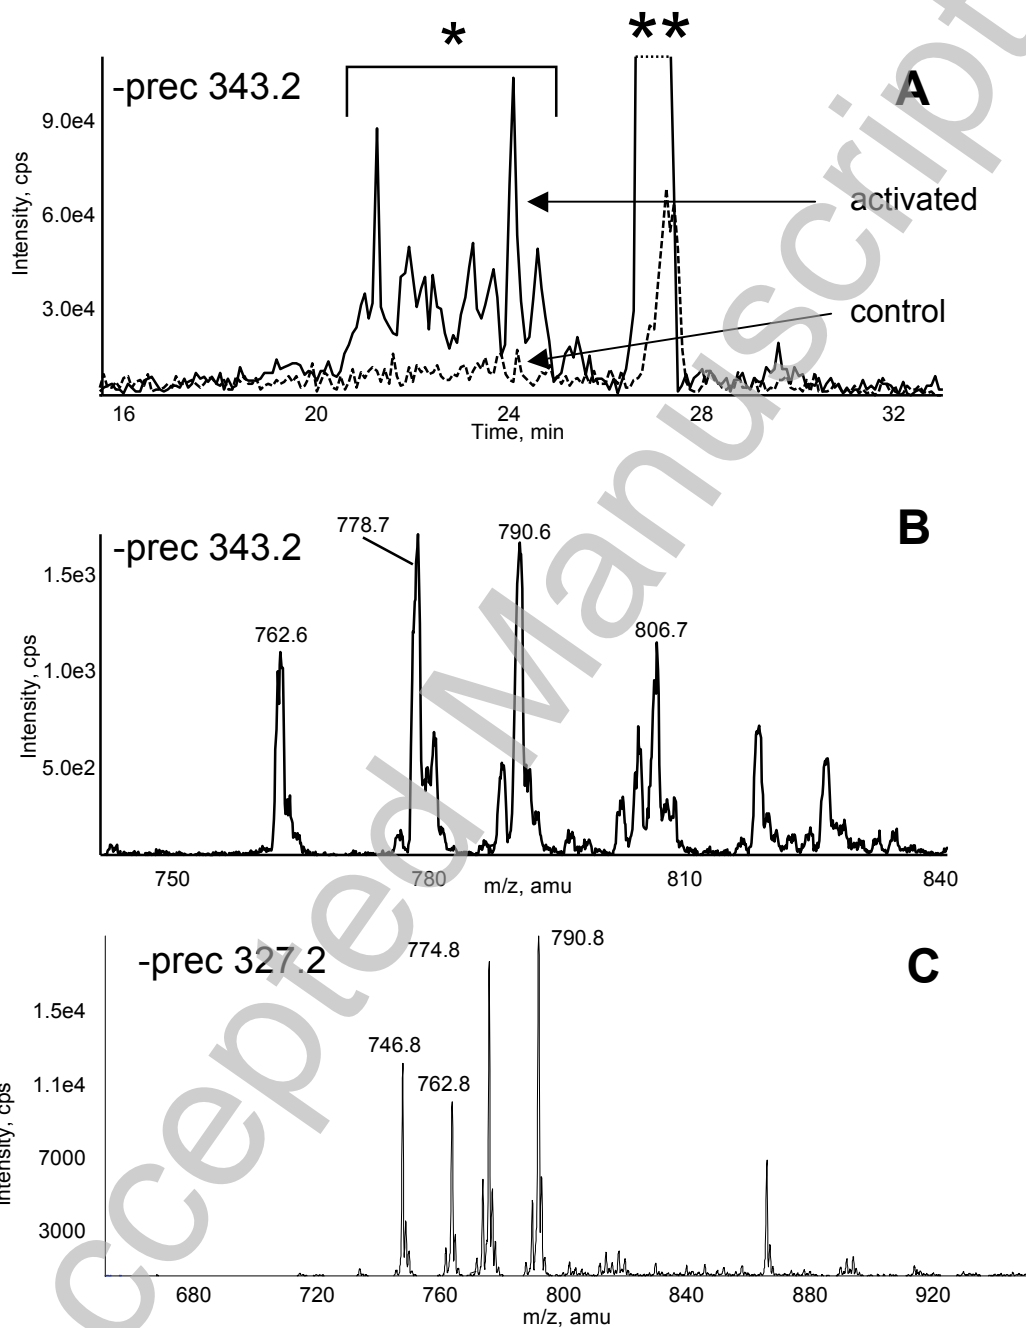 *
**
-prec 343.2
A
9.0e4
6.0e4
3.0e4
Intensity, cps
activated
control
16 20 24 28 32
Time, min
-prec 343.2
B
778.7
790.6
762.6
806.7
1.5e3
1.0e3
5.0e2
Intensity, cps
750 780 810 840
m/z, amu
-prec 327.2
C
774.8
790.8
746.8
762.8
1.5e4
1.1e4
7000
3000
Intensity, cps
680 720 760 800 840 880 920
m/z, amu
ccepted Manuscript